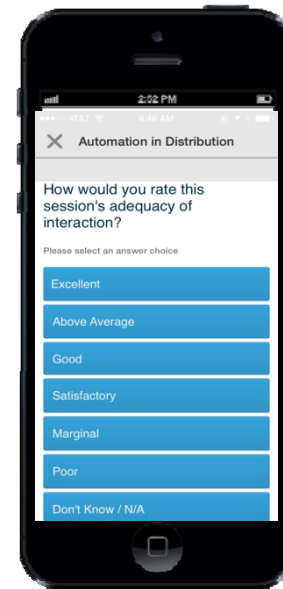 2:52 PM
AT&T 8:46 AM
Automation in Distribution
How would you rate this
session's adequacy of
interaction?
Please select an answer choice
Excellent
Above Average
Good
Satisfactory
Marginal
Poor
Don't Know / N/A